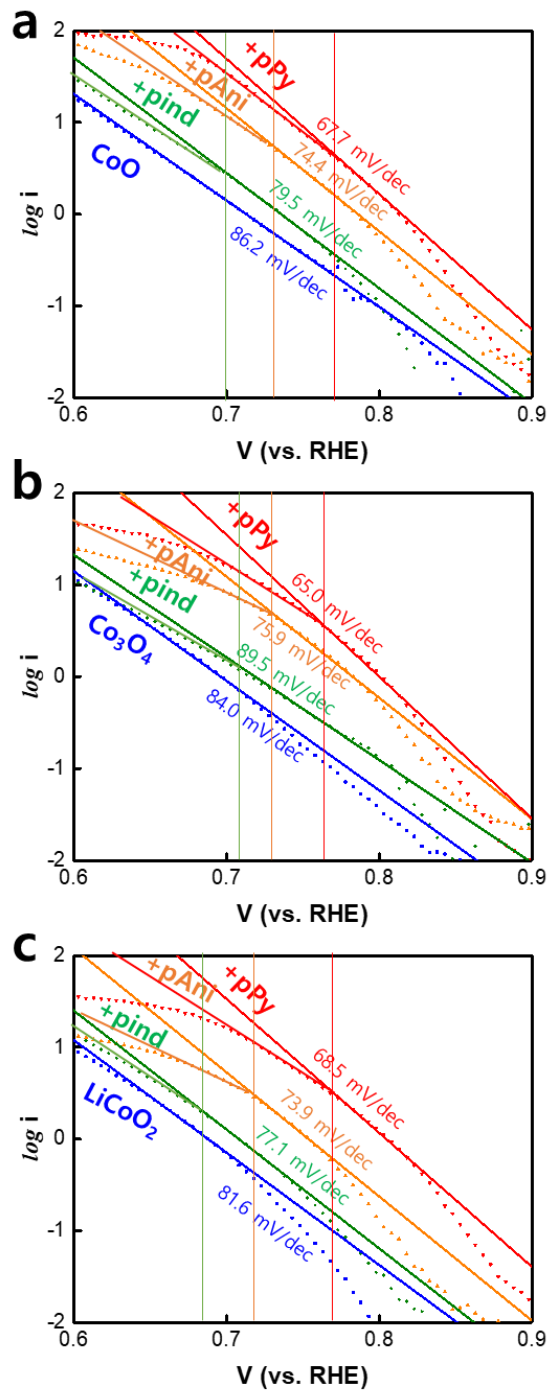 a
2
+pPy
+pAni
+pind
CoO
67.7 mV/dec
74.4 mV/dec
79.5 mV/dec
86.2 mV/dec
log i
1
0
-1
-2
0.6 0.7 0.8 0.9
V (vs. RHE)
b
2
+pPy
+pAni
+pind
Co₃O₄
65.0 mV/dec
75.9 mV/dec
89.5 mV/dec
84.0 mV/dec
log i
1
0
-1
-2
0.6 0.7 0.8 0.9
V (vs. RHE)
c
2
+pAni
+pPy
+pind
LiCoO₂
68.5 mV/dec
73.9 mV/dec
77.1 mV/dec
81.6 mV/dec
log i
1
0
-1
-2
0.6 0.7 0.8 0.9
V (vs. RHE)